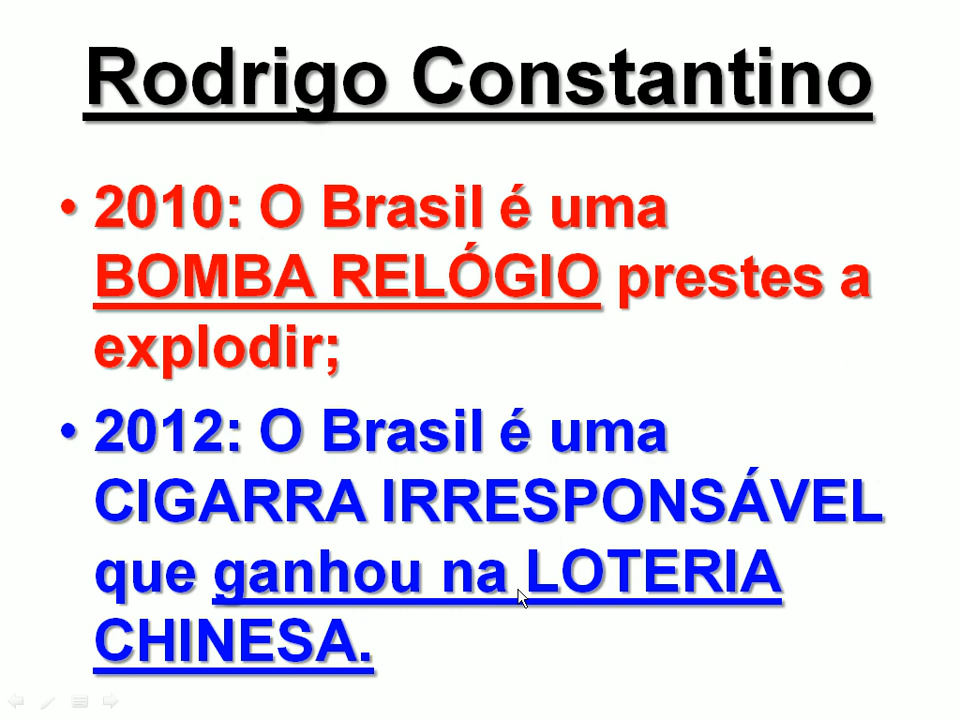 Rodrigo Constantino
• 2010: O Brasil é uma
BOMBA RELÓGIO prestes a
explodir;
• 2012: O Brasil é uma
CIGARRA IRRESPONSÁVEL
que ganhou na LOTERIA
CHINESA.